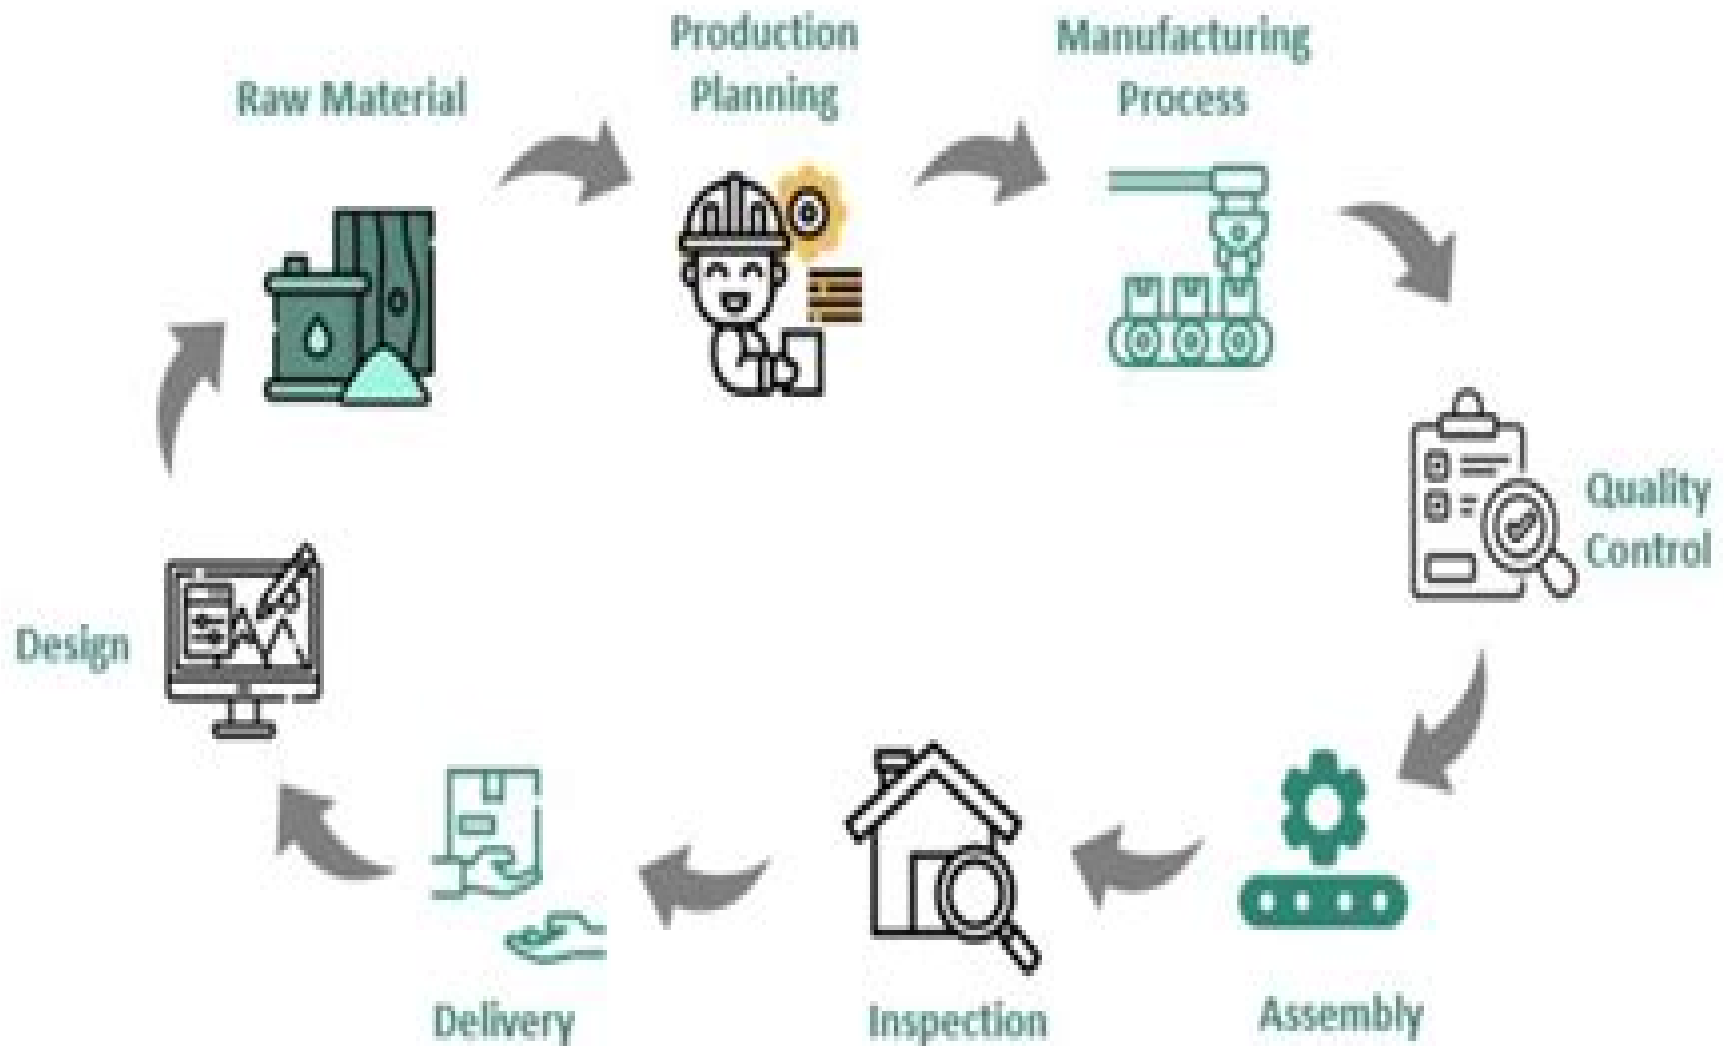 Production
Planning
Manufacturing
Process
Raw Material
Quality
Control
Design
Delivery
Inspection
Assembly